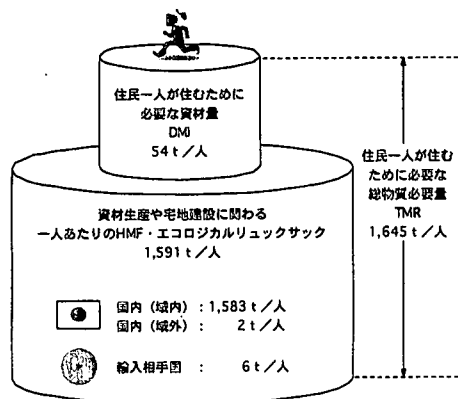 住民一人が住むために
必要な資材量
DMI
54 t／人
住民一人が住む
ために必要な
総物質必要量
TMR
1,645 t／人
資材生産や宅地建設に関わる
一人あたりのHMF・エコロジカルリュックサック
1,591 t／人
国内（域内）：1,583 t／人
国内（域外）： 2 t／人
輸入相手国 ： 6 t／人